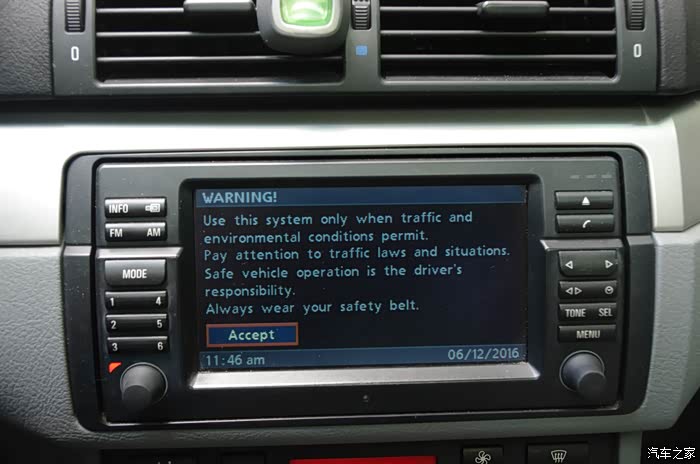 0
0
WARNING!
Use this system only when traffic and
environmental conditions permit.
Pay attention to traffic laws and situations.
Safe vehicle operation is the driver's
responsibility.
Always wear your safety belt.
Accept
11:46 am 06/12/2016
INFO
FM AM
MODE
1 4
2 5
3 6
TONE SEL
MENU
汽车之家